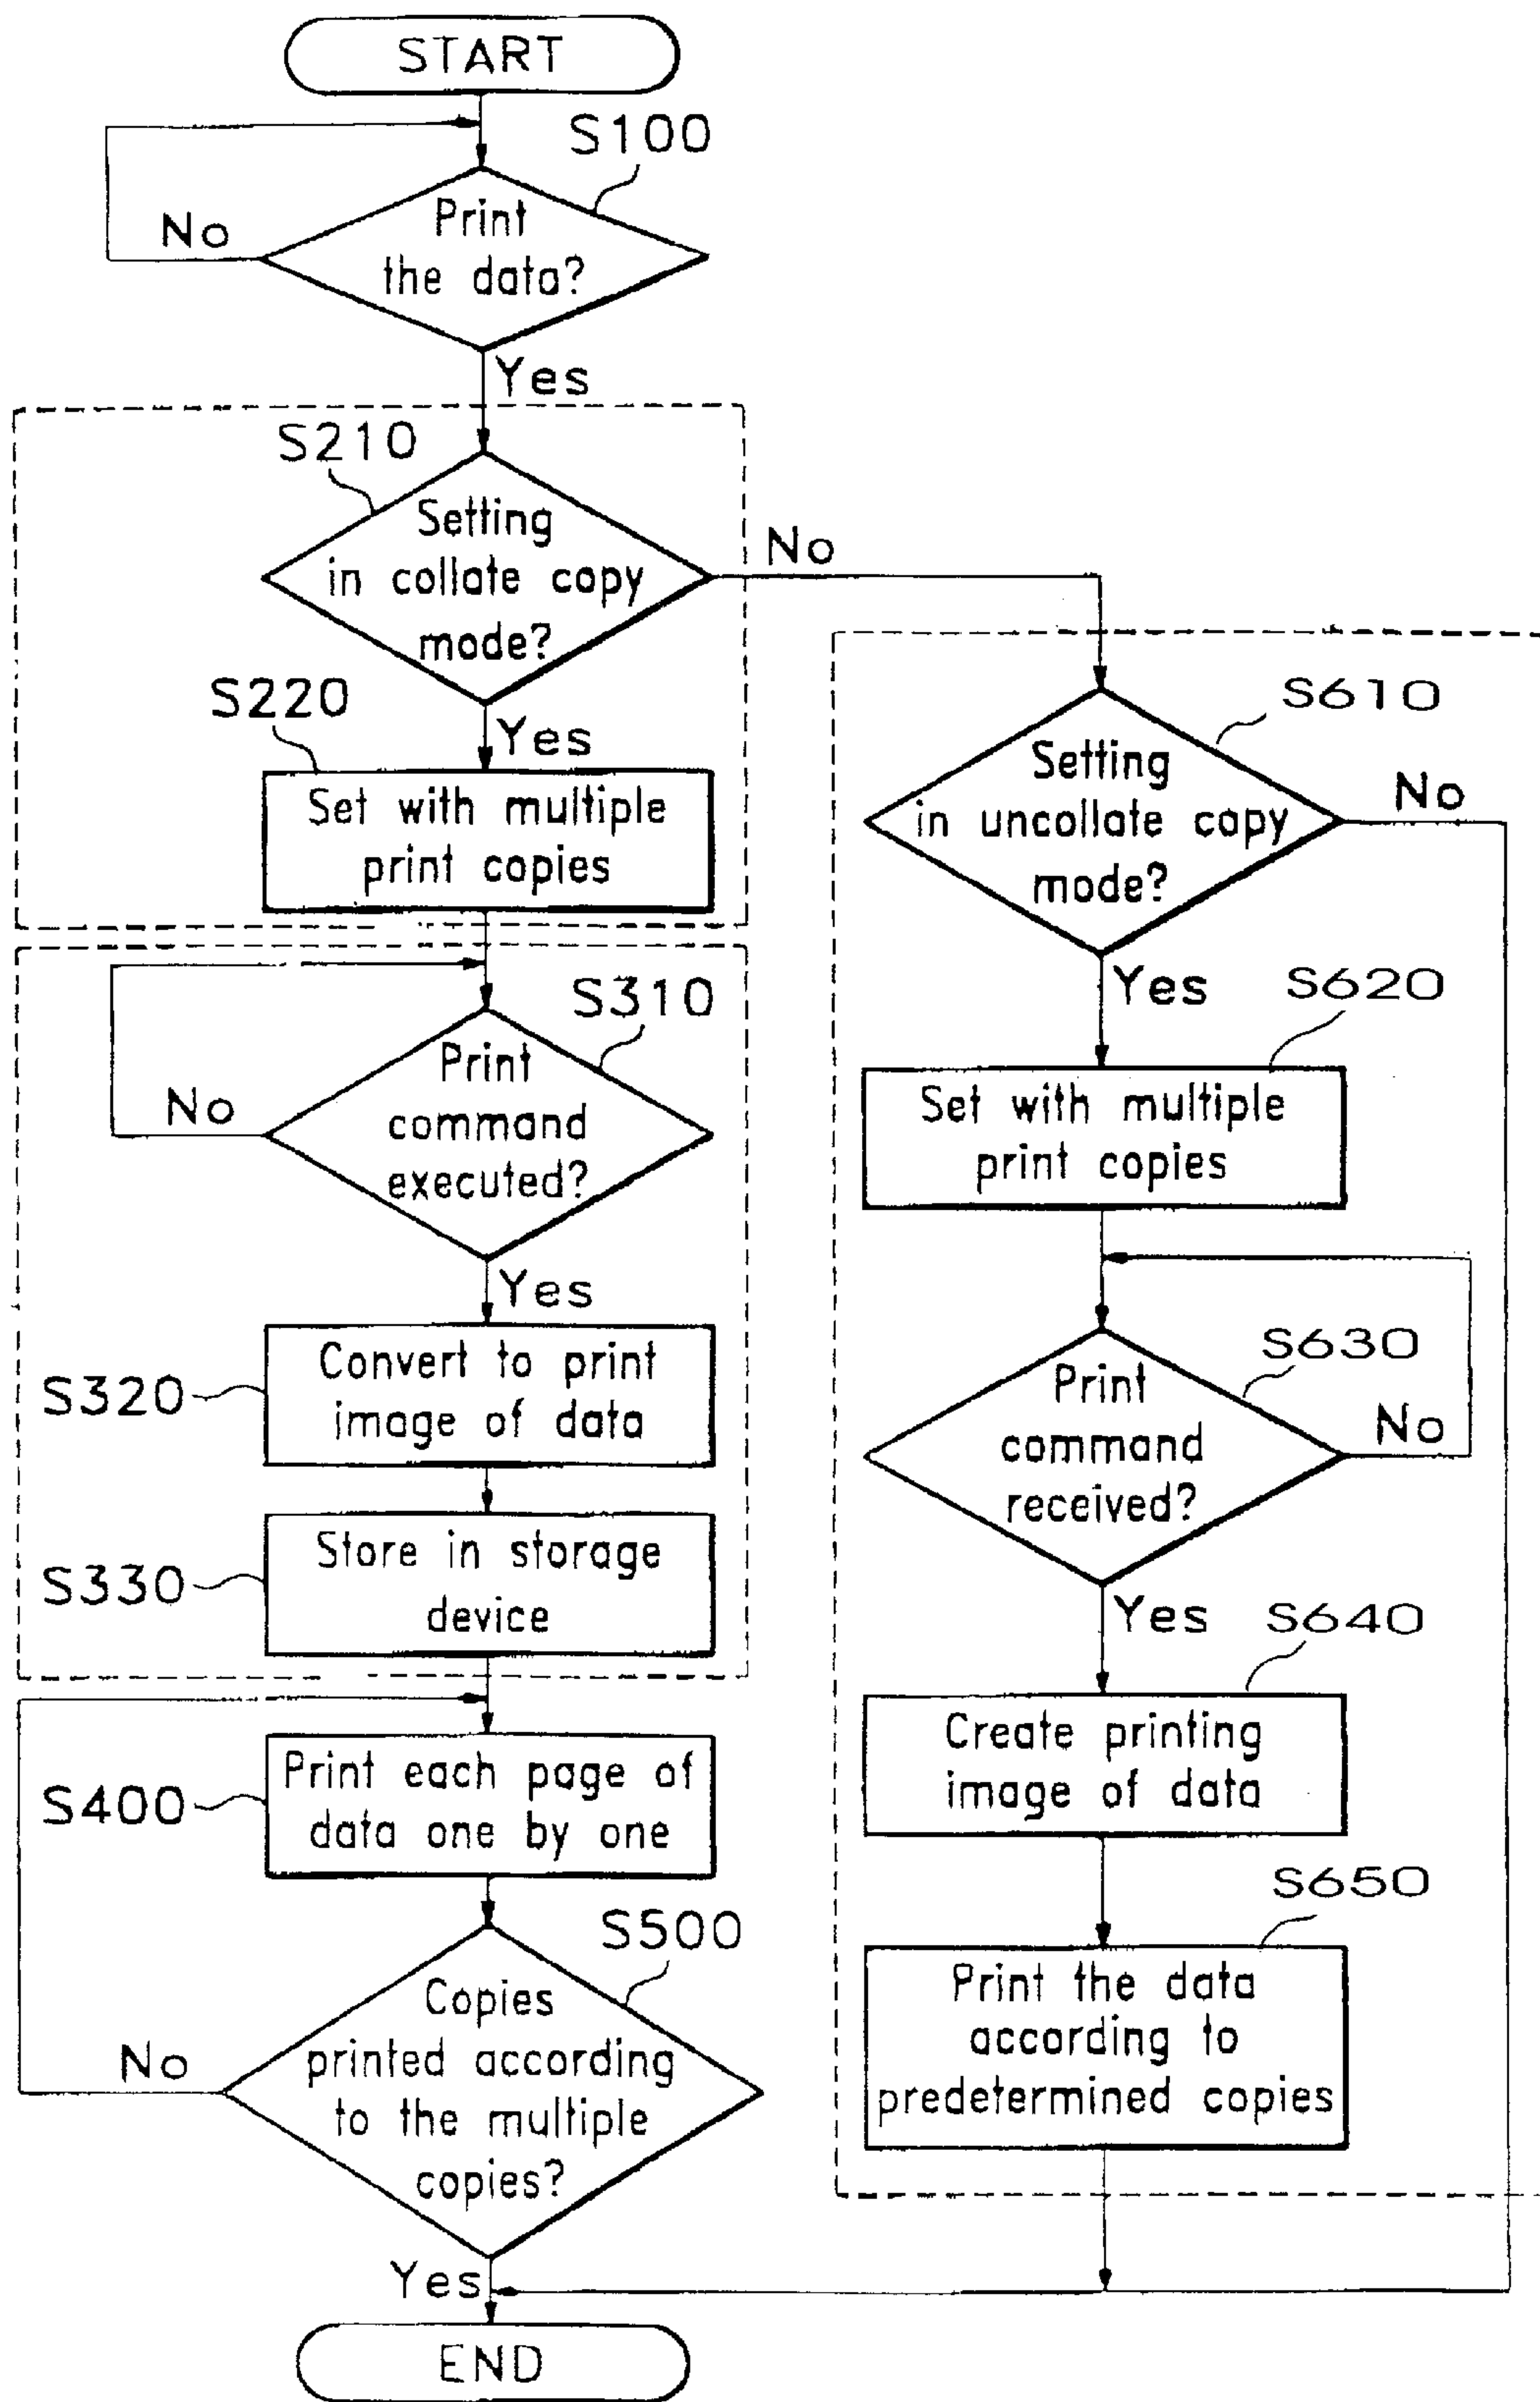 START
S100
Print
the data?
No
Yes
S210
Setting
in collate copy
mode?
No
S220
Yes
Set with multiple
print copies
S310
Print
command
executed?
No
Yes
S320
Convert to print
image of data
S330
Store in storage
device
S400
Print each page of
data one by one
S500
Copies
printed according
to the multiple
copies?
No
Yes
S610
Setting
in uncollate copy
mode?
No
Yes
S620
Set with multiple
print copies
S630
Print
command
received?
No
Yes
S640
Create printing
image of data
S650
Print the data
according to
predetermined copies
END